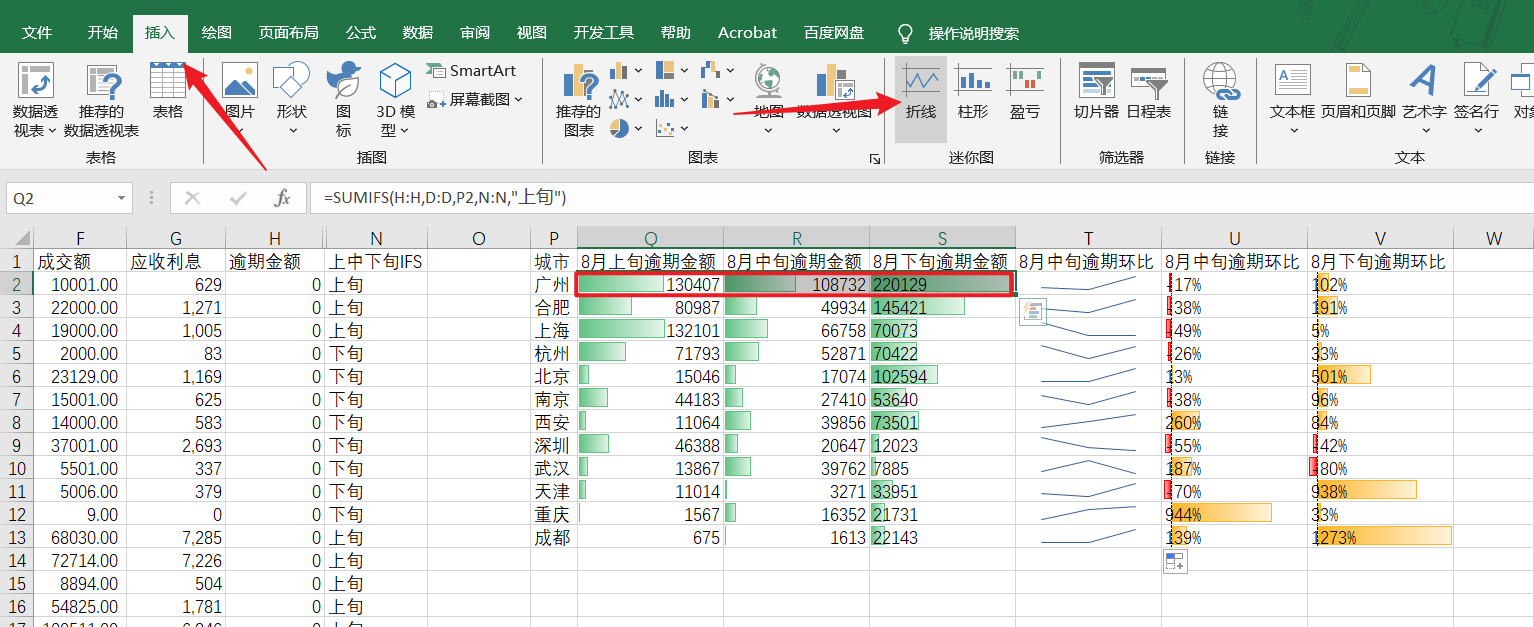 文件 开始 插入 绘图 页面布局 公式 数据 审阅 视图 开发工具 帮助 Acrobat 百度网盘 操作说明搜索
数据透视表 推荐的数据透视表 表格 图片 形状 图标 3D 模型 SmartArt 屏幕截图 推荐的图表 地图 数据透视图 折线 柱形 盈亏 切片器 日程表 链接 文本框 页眉和页脚 艺术字 签名行
表格 插图 图表 迷你图 筛选器 链接 文本
Q2 fx =SUMIFS(H:H,D:D,P2,N:N,"上旬")
F G H N O P Q R S T U V W
1 成交额 应收利息 逾期金额 上中下旬IFS 城市 8月上旬逾期金额 8月中旬逾期金额 8月下旬逾期金额 8月中旬逾期环比 8月中旬逾期环比 8月下旬逾期环比
2 10001.00 629 0 上旬 广州 130407 108732 220129 -17% 102%
3 22000.00 1,271 0 上旬 合肥 80987 49934 145421 -38% 191%
4 19000.00 1,005 0 上旬 上海 132101 66758 70073 -49% 5%
5 2000.00 83 0 下旬 杭州 71793 52871 70422 -26% 33%
6 23129.00 1,169 0 下旬 北京 15046 17074 102594 13% 501%
7 15001.00 625 0 下旬 南京 44183 27410 53640 -38% 96%
8 14000.00 583 0 下旬 西安 11064 39856 73501 260% 84%
9 37001.00 2,693 0 下旬 深圳 46388 20647 12023 -55% -42%
10 5501.00 337 0 下旬 武汉 13867 39762 7885 187% -80%
11 5006.00 379 0 下旬 天津 11014 3271 33951 -70% 938%
12 9.00 0 0 下旬 重庆 1567 16352 21731 944% 33%
13 68030.00 7,285 0 上旬 成都 675 1613 22143 139% 1273%
14 72714.00 7,226 0 上旬
15 8894.00 504 0 上旬
16 54825.00 1,781 0 上旬